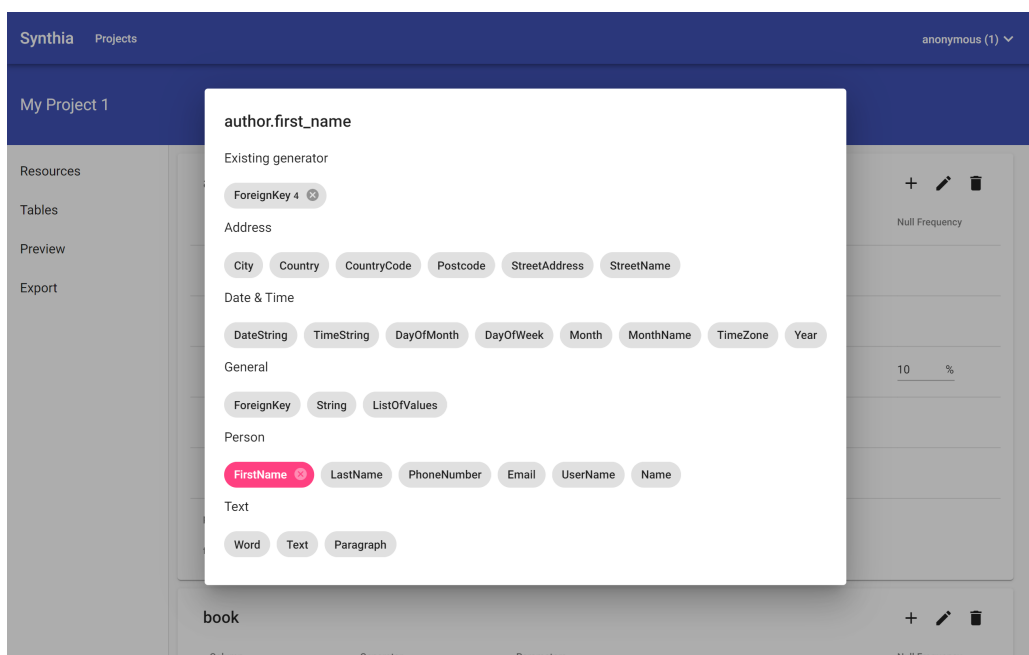 Synthia Projects anonymous (1)
My Project 1
Resources
Tables
Preview
Export
author.first_name
Existing generator
ForeignKey 4
Address
City Country CountryCode Postcode StreetAddress StreetName
Date & Time
DateString TimeString DayOfMonth DayOfWeek Month MonthName TimeZone Year
General
ForeignKey String ListOfValues
Person
FirstName LastName PhoneNumber Email UserName Name
Text
Word Text Paragraph
Null Frequency
10 %
book